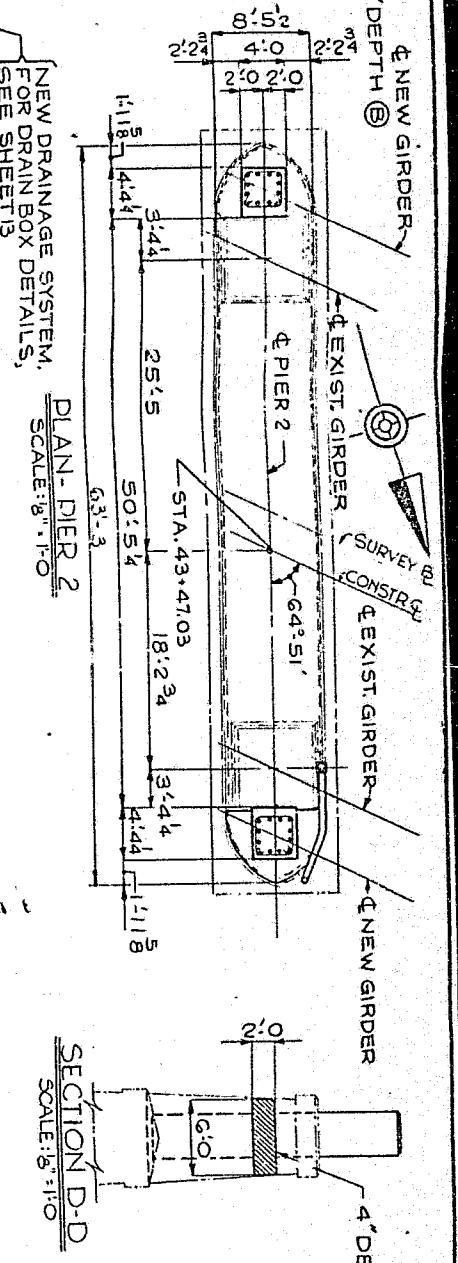 8'-5½
2'-2¾
4'-0
2'-2¾
2'-0
2'-0
DEPTH Ⓑ
℄ NEW GIRDER
1'-11⅝
4'-4¼
3'-4¼
25'-5
50'-5¼
63'-3
18'-2¾
3'-4¼
4'-4¼
1'-11⅝
℄ EXIST. GIRDER
℄ PIER 2
STA. 43+47.03
64°-51'
SURVEY ℄
CONSTR. ℄
℄ EXIST. GIRDER
℄ NEW GIRDER
NEW DRAINAGE SYSTEM,
FOR DRAIN BOX DETAILS,
SEE SHEET 13
PLAN - PIER 2
SCALE: ⅛" = 1'-0
2'-0
6'-0
4" DE
SECTION D-D
SCALE: ⅛" = 1'-0